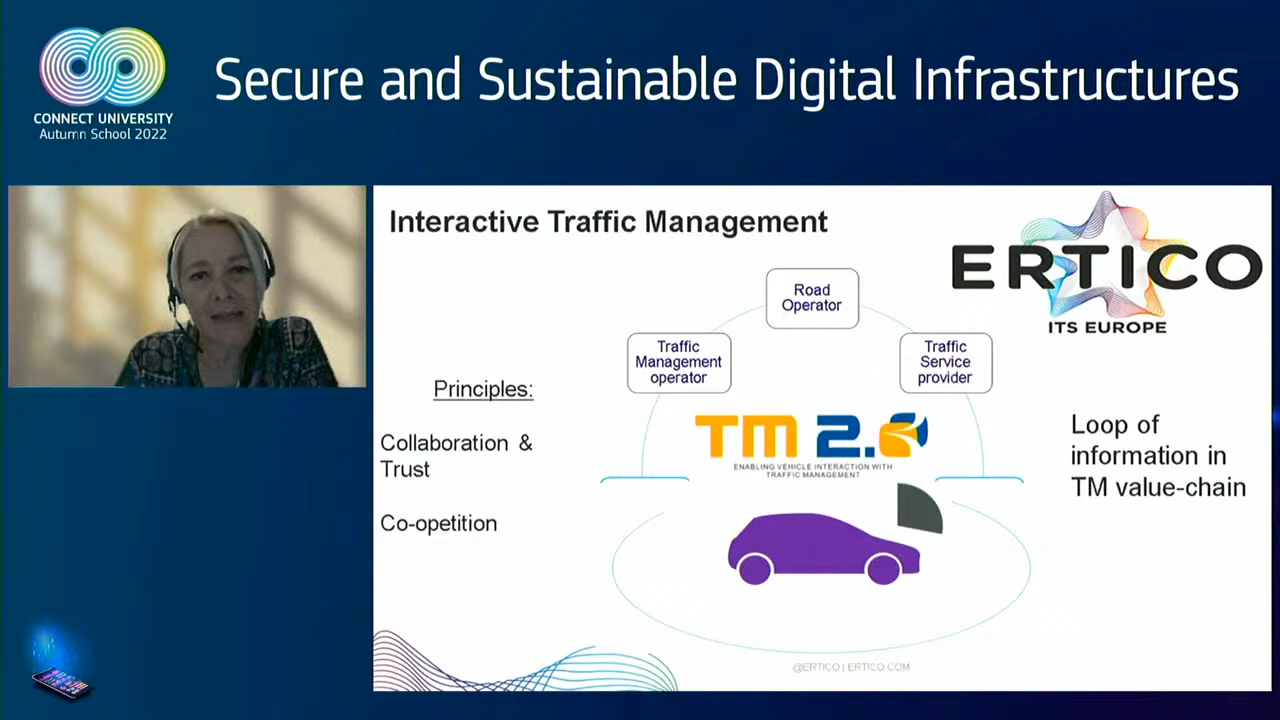 Secure and Sustainable Digital Infrastructures
CONNECT UNIVERSITY
Autumn School 2022
Interactive Traffic Management
ERTICO
ITS EUROPE
Road
Operator
Traffic
Management
operator
Traffic
Service
provider
Principles:
Collaboration &
Trust
Co-opetition
TM 2.0
ENABLING VEHICLE INTERACTION WITH
TRAFFIC MANAGEMENT
Loop of
information in
TM value-chain
@ERTICO | ERTICO.COM